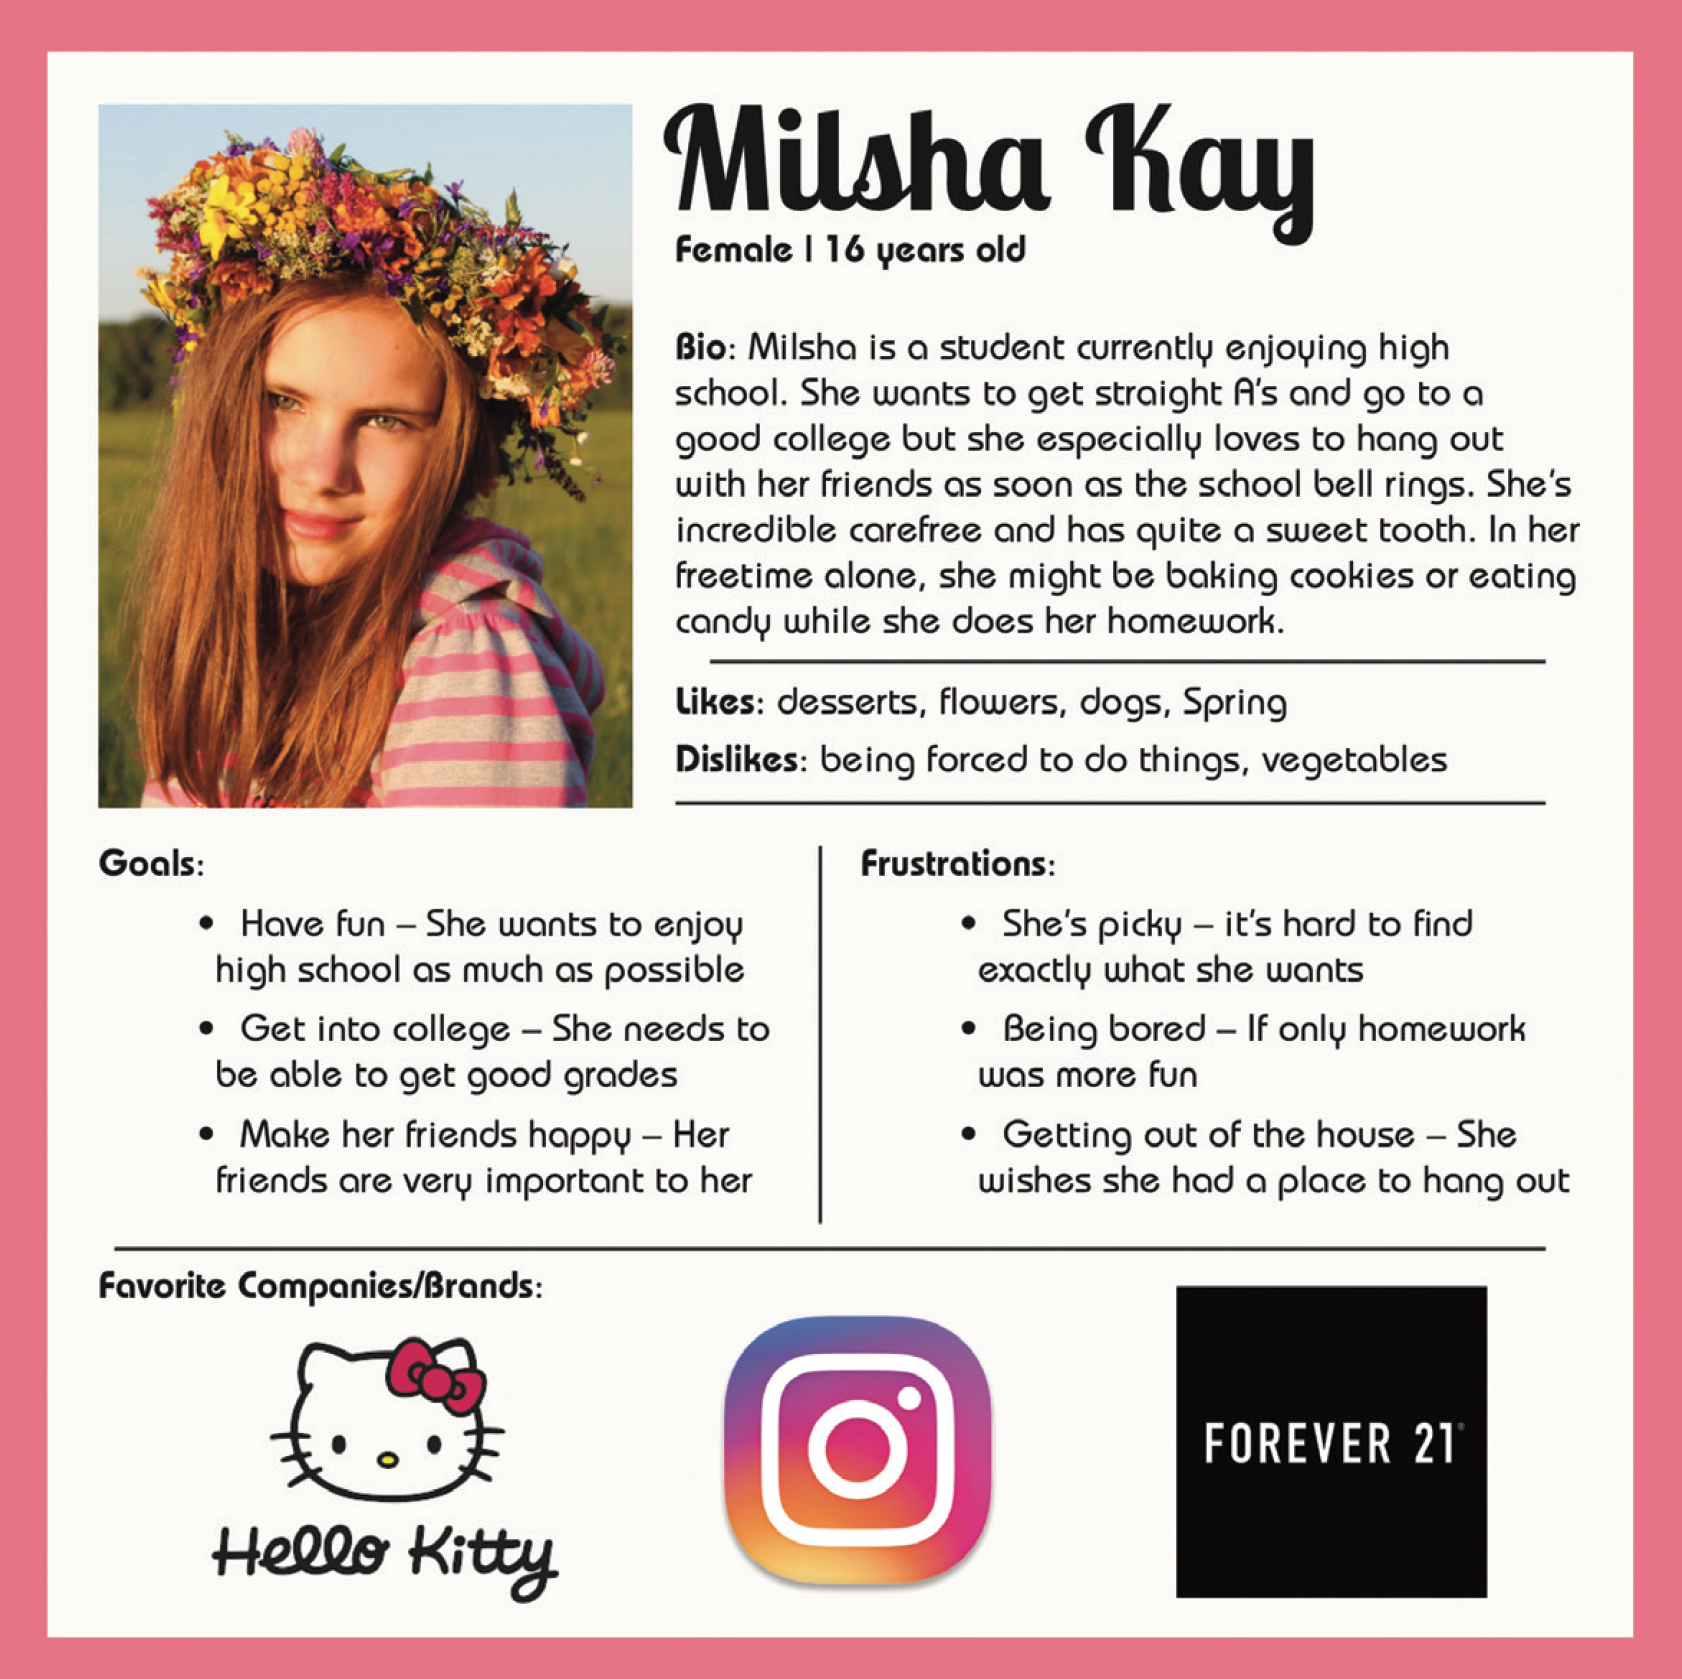 Milsha Kay
Female | 16 years old
Bio: Milsha is a student currently enjoying high
school. She wants to get straight A's and go to a
good college but she especially loves to hang out
with her friends as soon as the school bell rings. She's
incredible carefree and has quite a sweet tooth. In her
freetime alone, she might be baking cookies or eating
candy while she does her homework.
Likes: desserts, flowers, dogs, Spring
Dislikes: being forced to do things, vegetables
Goals:
• Have fun – She wants to enjoy
high school as much as possible
• Get into college – She needs to
be able to get good grades
• Make her friends happy – Her
friends are very important to her
Frustrations:
• She's picky – it's hard to find
exactly what she wants
• Being bored – If only homework
was more fun
• Getting out of the house – She
wishes she had a place to hang out
Favorite Companies/Brands:
Hello Kitty
FOREVER 21®